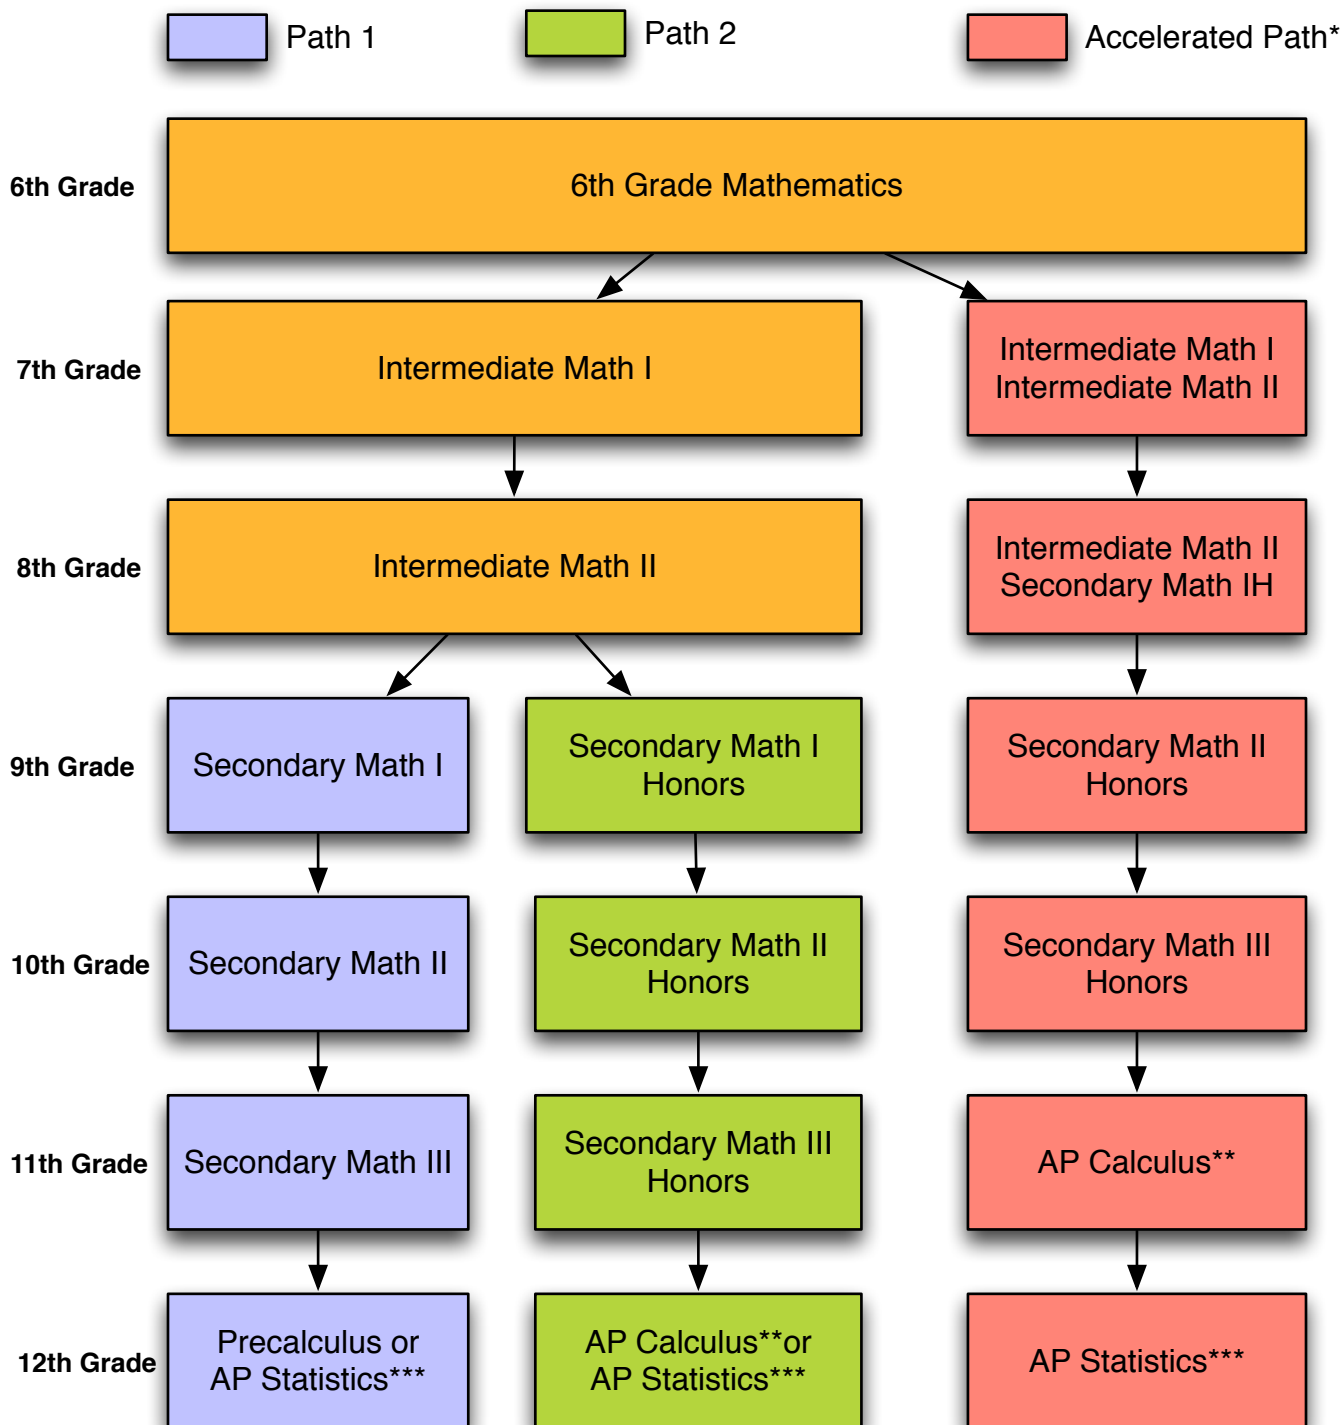 Path 1
Path 2
Accelerated Path*
6th Grade
6th Grade Mathematics
7th Grade
Intermediate Math I
Intermediate Math I
Intermediate Math II
8th Grade
Intermediate Math II
Intermediate Math II
Secondary Math IH
9th Grade
Secondary Math I
Secondary Math I
Honors
Secondary Math II
Honors
10th Grade
Secondary Math II
Secondary Math II
Honors
Secondary Math III
Honors
11th Grade
Secondary Math III
Secondary Math III
Honors
AP Calculus**
12th Grade
Precalculus or
AP Statistics***
AP Calculus**or
AP Statistics***
AP Statistics***